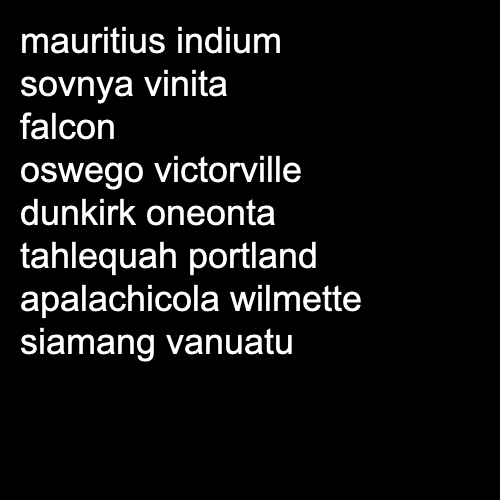 mauritius indium
sovnya vinita
falcon
oswego victorville
dunkirk oneonta
tahlequah portland
apalachicola wilmette
siamang vanuatu